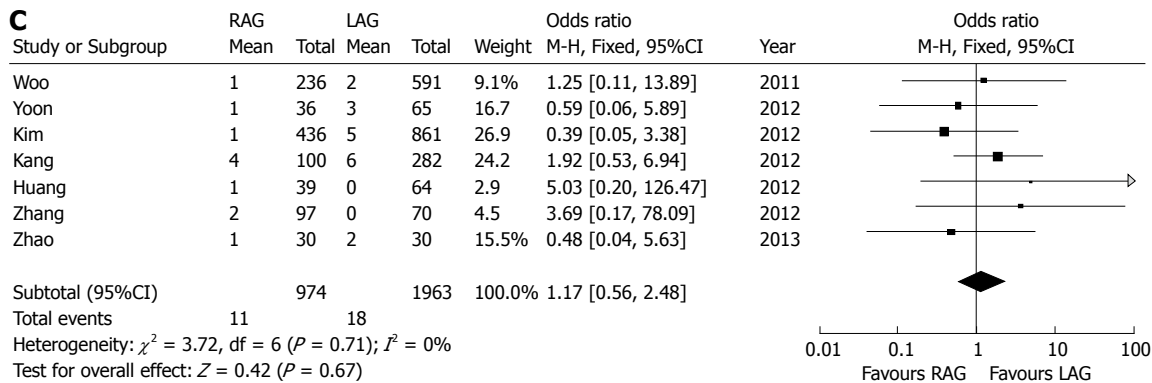 C RAG LAG Odds ratio Odds ratio
Study or Subgroup Mean Total Mean Total Weight M-H, Fixed, 95%CI Year M-H, Fixed, 95%CI
Woo 1 236 2 591 9.1% 1.25 [0.11, 13.89] 2011
Yoon 1 36 3 65 16.7 0.59 [0.06, 5.89] 2012
Kim 1 436 5 861 26.9 0.39 [0.05, 3.38] 2012
Kang 4 100 6 282 24.2 1.92 [0.53, 6.94] 2012
Huang 1 39 0 64 2.9 5.03 [0.20, 126.47] 2012
Zhang 2 97 0 70 4.5 3.69 [0.17, 78.09] 2012
Zhao 1 30 2 30 15.5% 0.48 [0.04, 5.63] 2013
Subtotal (95%CI) 974 1963 100.0% 1.17 [0.56, 2.48]
Total events 11 18
Heterogeneity: χ² = 3.72, df = 6 (P = 0.71); I² = 0%
Test for overall effect: Z = 0.42 (P = 0.67)
0.01 0.1 1 10 100
Favours RAG Favours LAG